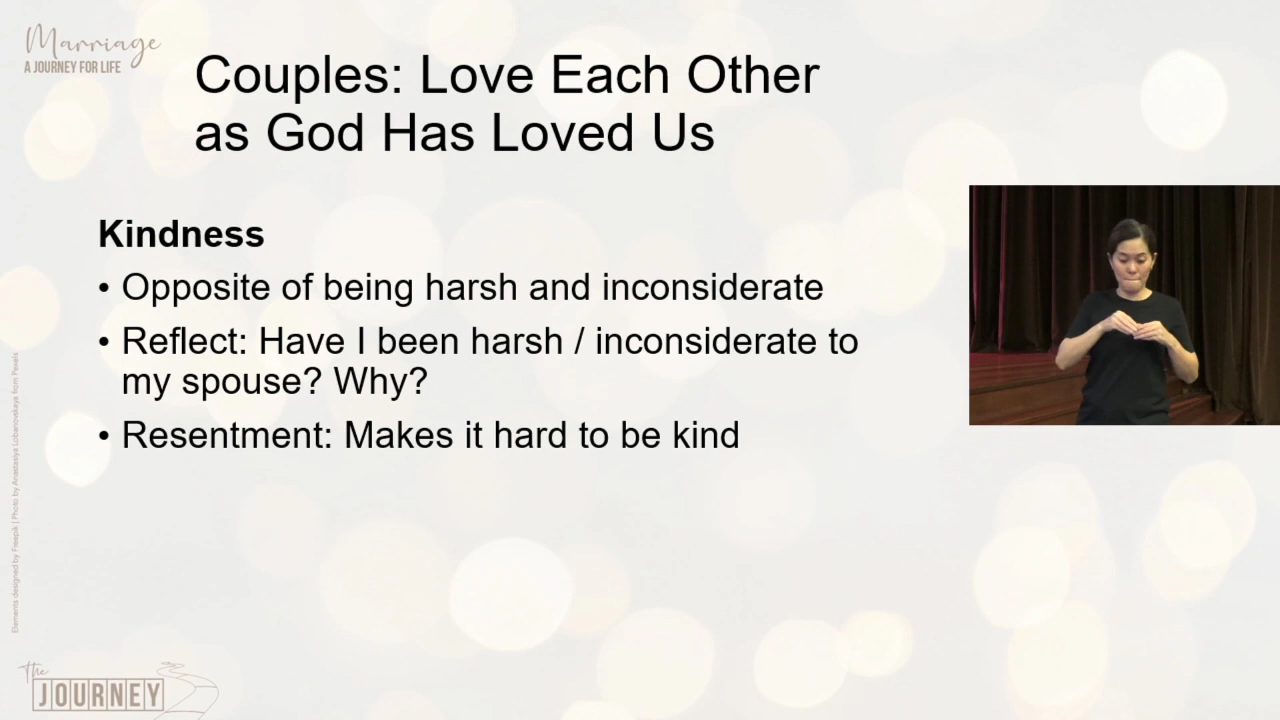 Marriage
A JOURNEY FOR LIFE
Couples: Love Each Other
as God Has Loved Us
Kindness
• Opposite of being harsh and inconsiderate
• Reflect: Have I been harsh / inconsiderate to
my spouse? Why?
• Resentment: Makes it hard to be kind
Elements designed by Freepik | Photo by Anastasiya Lobanovskaya from Pexels
The
JOURNEY